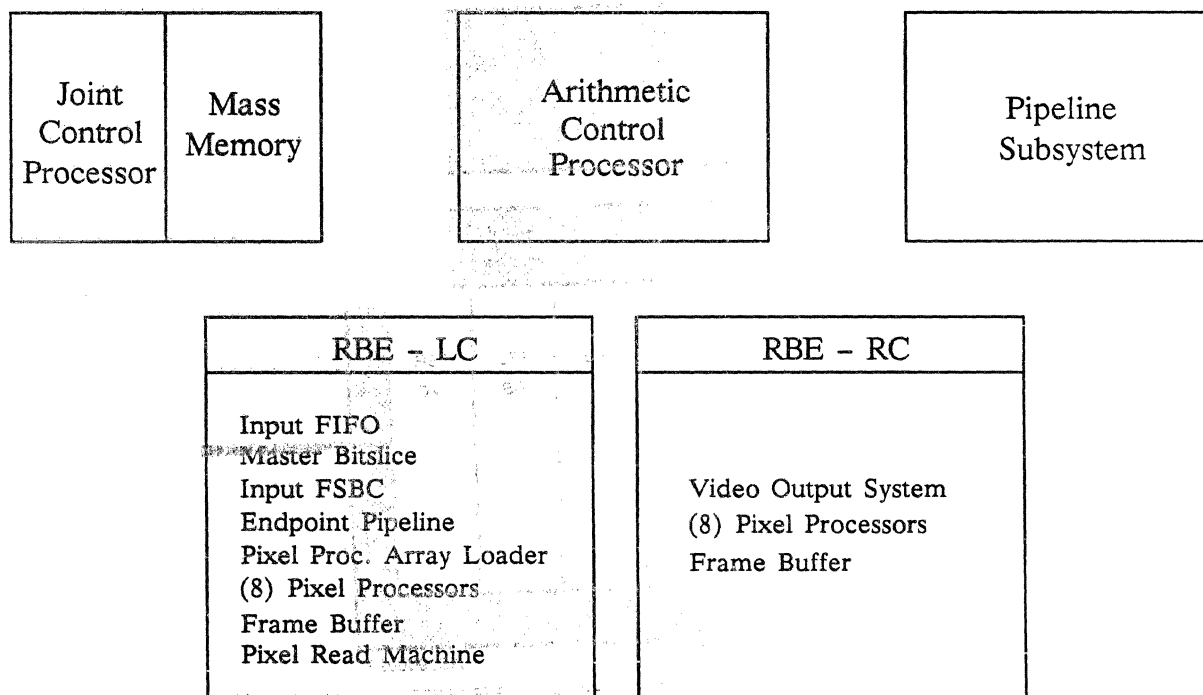 Joint
Control
Processor
Mass
Memory
Arithmetic
Control
Processor
Pipeline
Subsystem
RBE – LC
Input FIFO
Master Bitslice
Input FSBC
Endpoint Pipeline
Pixel Proc. Array Loader
(8) Pixel Processors
Frame Buffer
Pixel Read Machine
RBE – RC
Video Output System
(8) Pixel Processors
Frame Buffer